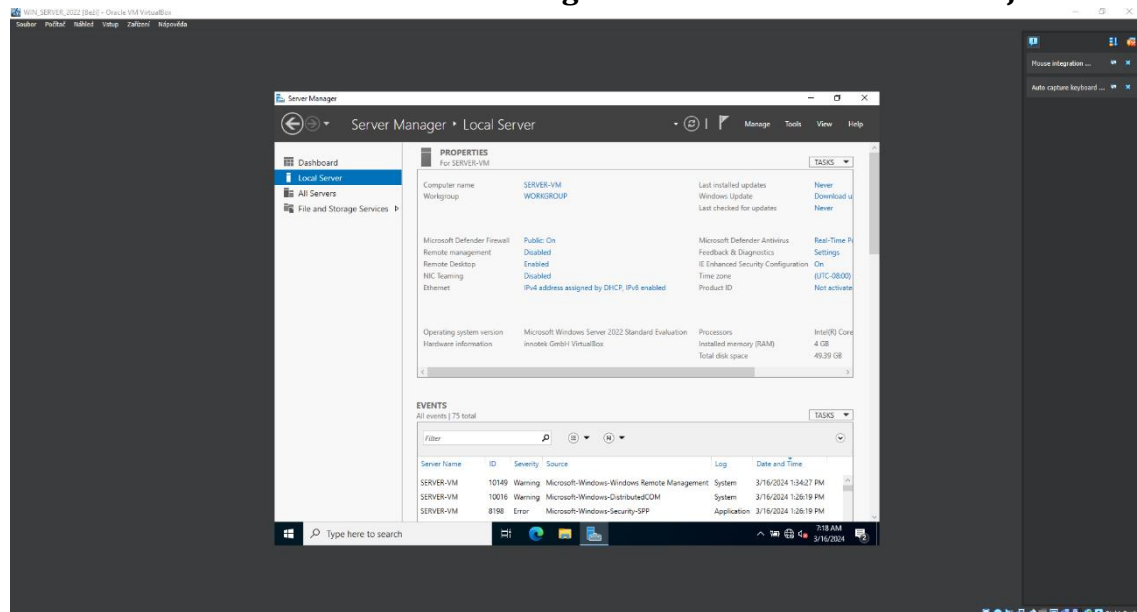 WIN_SERVER_2022 [Beží] - Oracle VM VirtualBox
Soubor Počítač Náhled Vstup Zařízení Nápověda
Mouse integration ...
Auto capture keyboard ...
Server Manager
Server Manager • Local Server
Manage Tools View Help
Dashboard
Local Server
All Servers
File and Storage Services
PROPERTIES
For SERVER-VM
TASKS
Computer name SERVER-VM Last installed updates Never
Workgroup WORKGROUP Windows Update Download u
Last checked for updates Never
Microsoft Defender Firewall Public: On Microsoft Defender Antivirus Real-Time P
Remote management Disabled Feedback & Diagnostics Settings
Remote Desktop Enabled IE Enhanced Security Configuration On
NIC Teaming Disabled Time zone (UTC-08:00)
Ethernet IPv4 address assigned by DHCP, IPv6 enabled Product ID Not activate
Operating system version Microsoft Windows Server 2022 Standard Evaluation Processors Intel(R) Core
Hardware information innotek GmbH VirtualBox Installed memory (RAM) 4 GB
Total disk space 49.39 GB
EVENTS
All events | 75 total
TASKS
Filter
Server Name ID Severity Source Log Date and Time
SERVER-VM 10149 Warning Microsoft-Windows-Windows Remote Management System 3/16/2024 1:34:27 PM
SERVER-VM 10016 Warning Microsoft-Windows-DistributedCOM System 3/16/2024 1:26:19 PM
SERVER-VM 8198 Error Microsoft-Windows-Security-SPP Application 3/16/2024 1:26:19 PM
Type here to search
7:18 AM
3/16/2024